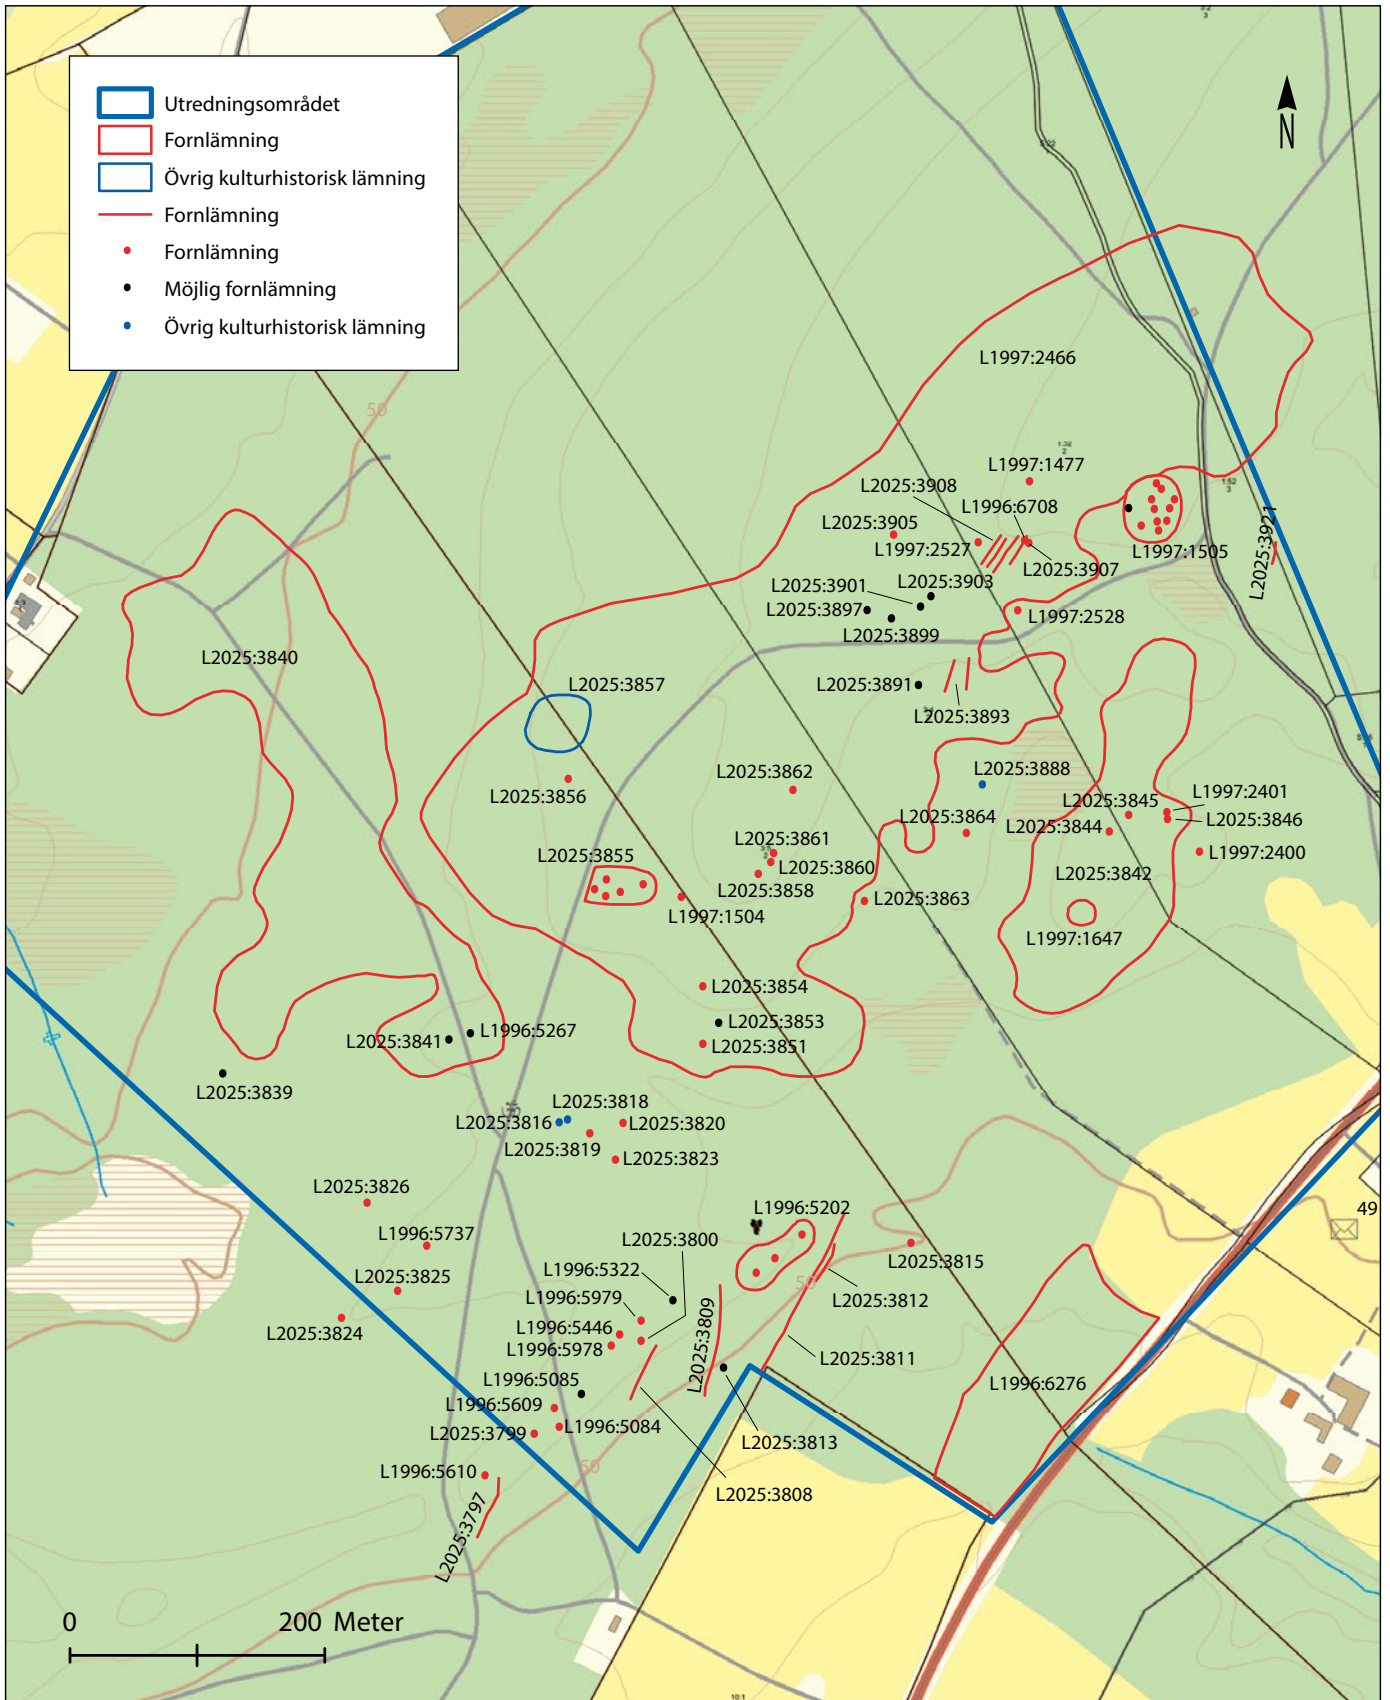 Utredningsområdet
Fornlämning
Övrig kulturhistorisk lämning
Fornlämning
Fornlämning
Möjlig fornlämning
Övrig kulturhistorisk lämning
N
50
L1997:2466
L1997:1477
L2025:3908
L1996:6708
L2025:3905
L1997:2527
L1997:1505
L2025:3907
L2025:3921
L2025:3901
L2025:3903
L2025:3897
L2025:3899
L1997:2528
L2025:3840
L2025:3857
L2025:3891
L2025:3893
L2025:3862
L2025:3888
L2025:3856
L1997:2401
L2025:3845
L2025:3864
L2025:3846
L2025:3844
L2025:3861
L2025:3855
L2025:3860
L1997:2400
L2025:3858
L2025:3842
L2025:3863
L1997:1504
L1997:1647
L2025:3854
L2025:3853
L1996:5267
L2025:3841
L2025:3851
L2025:3839
L2025:3818
L2025:3816
L2025:3820
L2025:3819
L2025:3823
L2025:3826
L1996:5202
49
L1996:5737
L2025:3800
L2025:3815
L1996:5322
L2025:3825
50
L1996:5979
L2025:3812
L1996:5446
L2025:3824
L1996:5978
L2025:3809
L2025:3811
L1996:5085
L1996:6276
L1996:5609
L1996:5084
L2025:3799
L2025:3813
L1996:5610
50
L2025:3808
L2025:3797
0 200 Meter
10:1